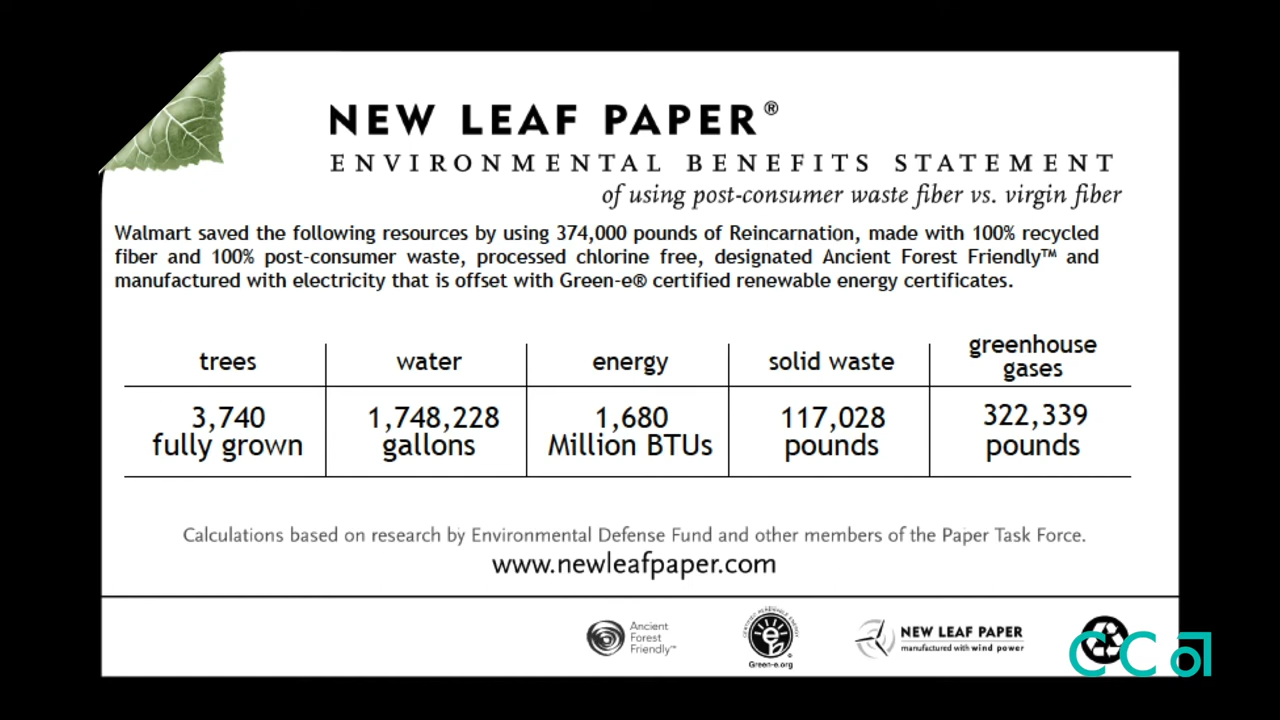 NEW LEAF PAPER®
ENVIRONMENTAL BENEFITS STATEMENT
of using post-consumer waste fiber vs. virgin fiber
Walmart saved the following resources by using 374,000 pounds of Reincarnation, made with 100% recycled
fiber and 100% post-consumer waste, processed chlorine free, designated Ancient Forest Friendly™ and
manufactured with electricity that is offset with Green-e® certified renewable energy certificates.
trees
3,740
fully grown
water
1,748,228
gallons
energy
1,680
Million BTUs
solid waste
117,028
pounds
greenhouse
gases
322,339
pounds
Calculations based on research by Environmental Defense Fund and other members of the Paper Task Force.
www.newleafpaper.com
Ancient
Forest
Friendly™
CERTIFIED RENEWABLE ENERGY
Green-e.org
NEW LEAF PAPER
manufactured with wind power
CCa